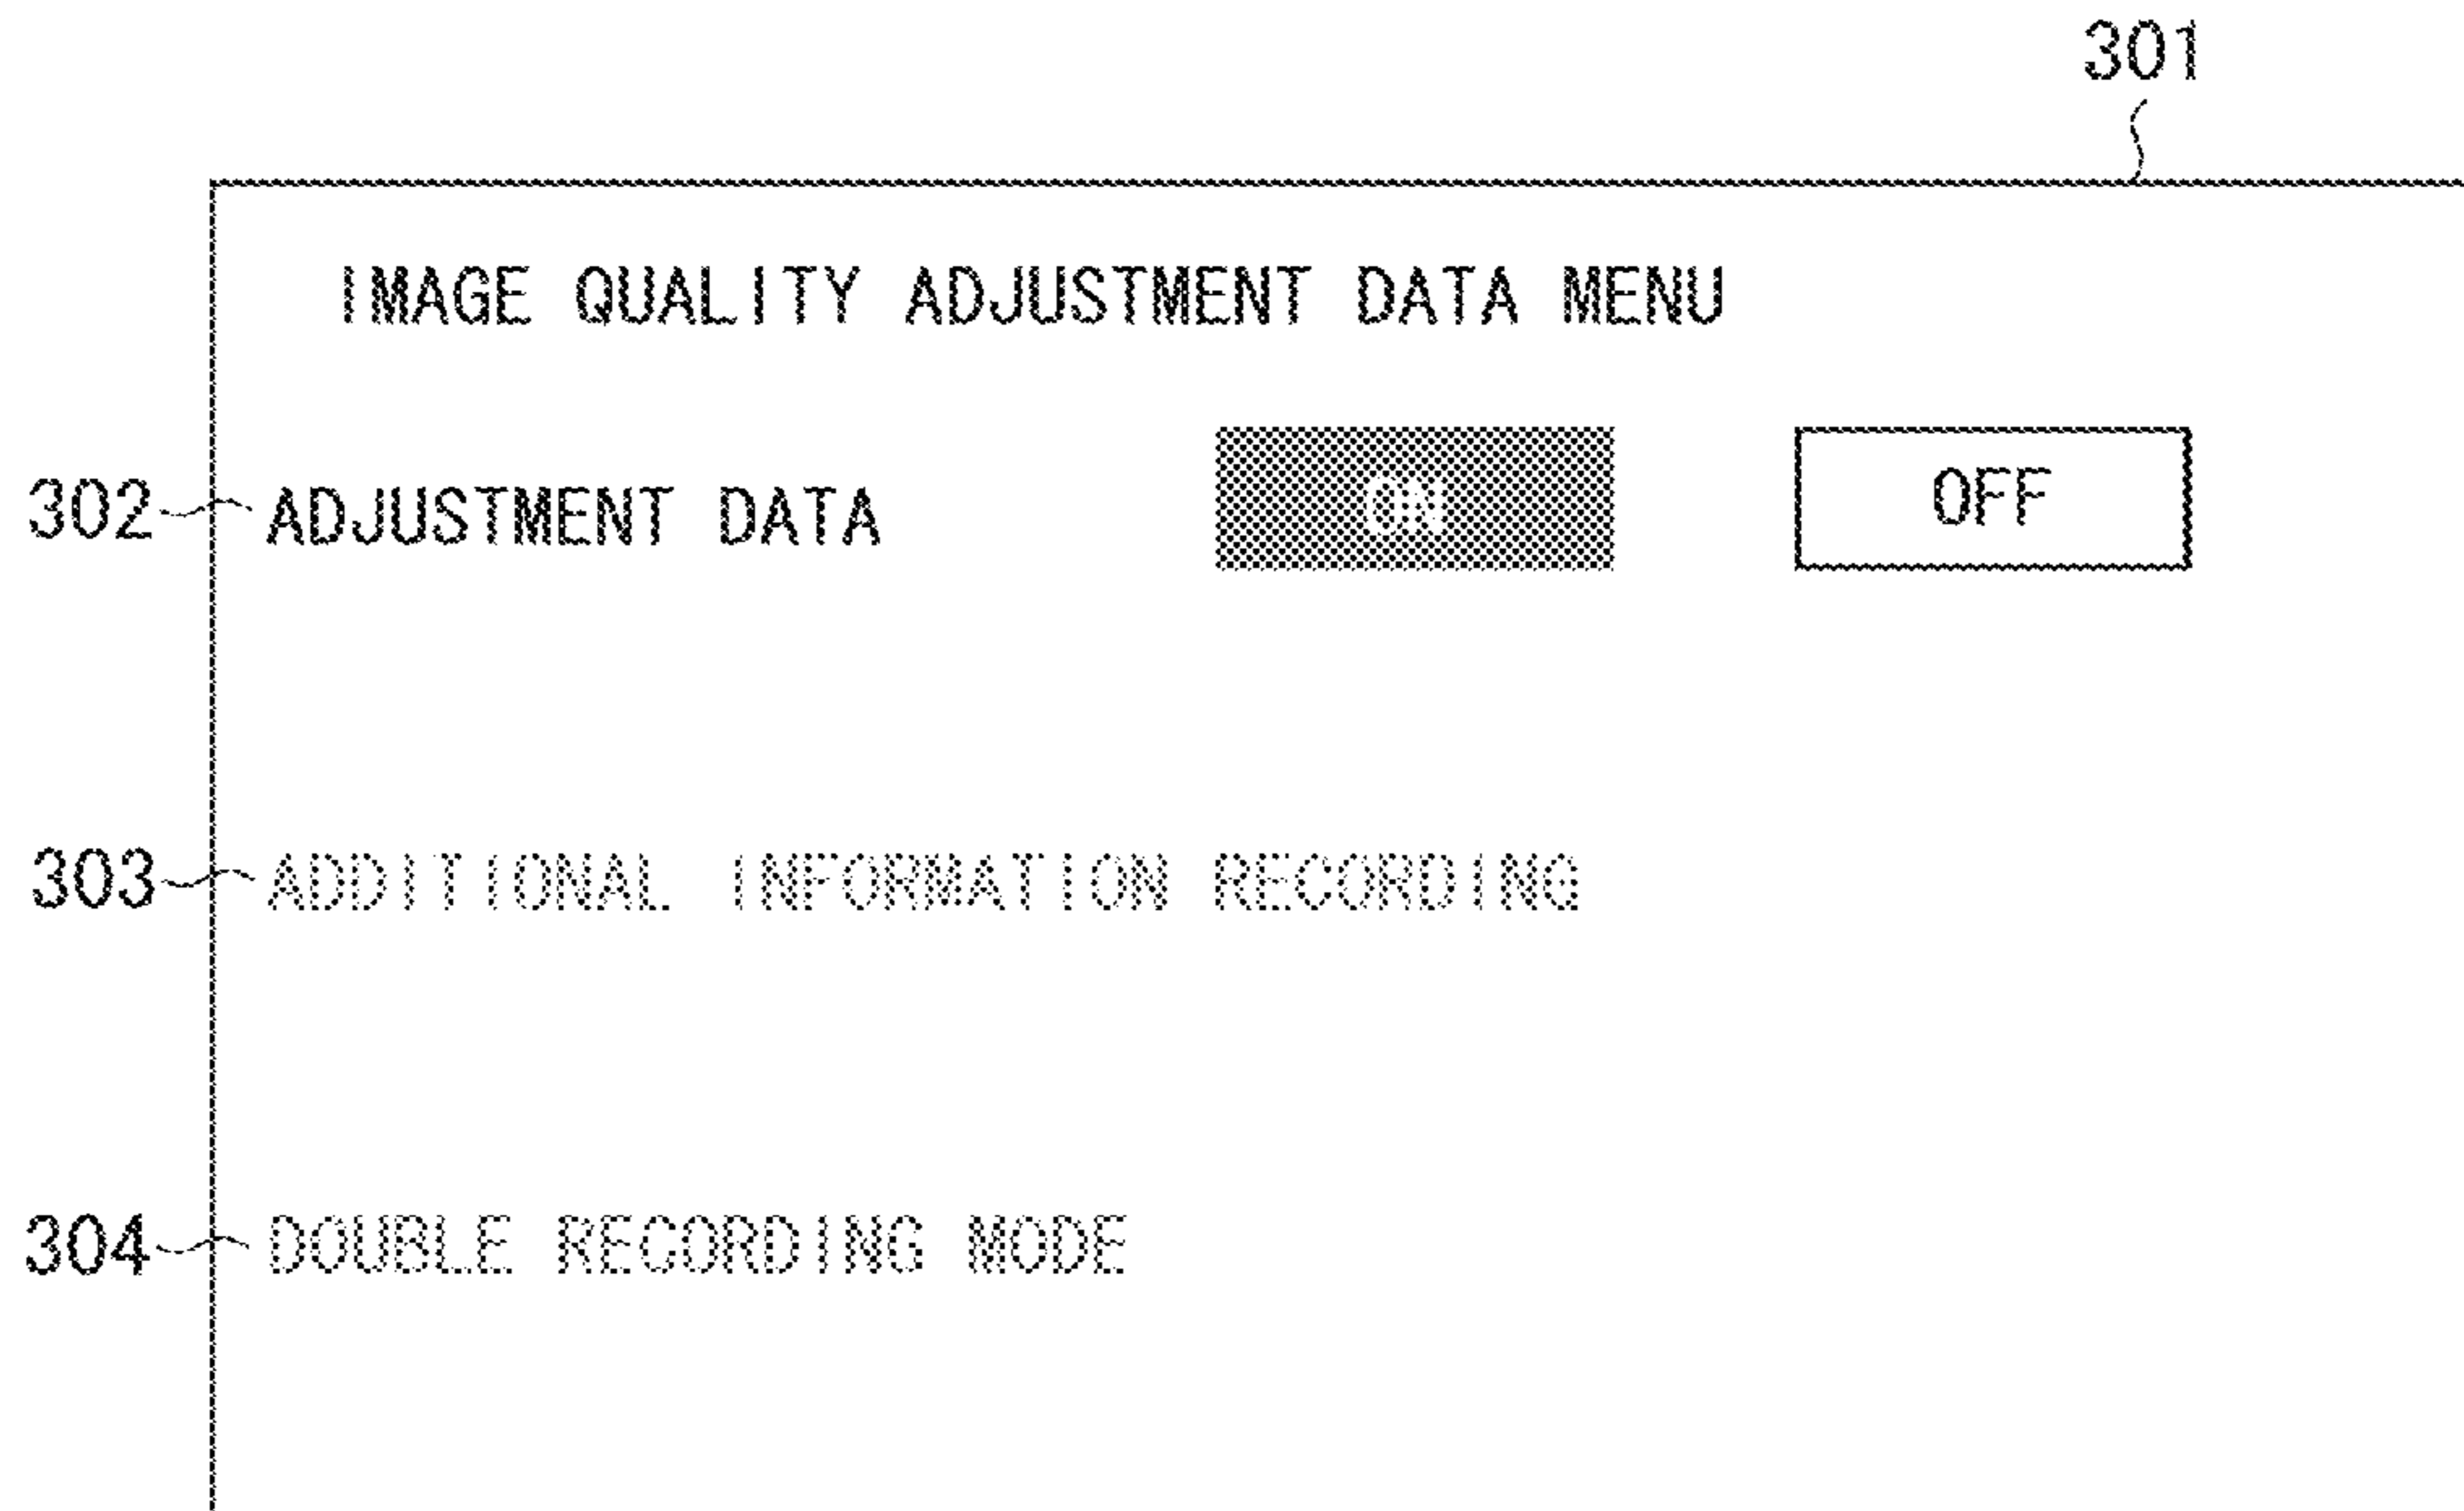 301
IMAGE QUALITY ADJUSTMENT DATA MENU
302 ADJUSTMENT DATA ON OFF
303 ADDITIONAL INFORMATION RECORDING
304 DOUBLE RECORDING MODE